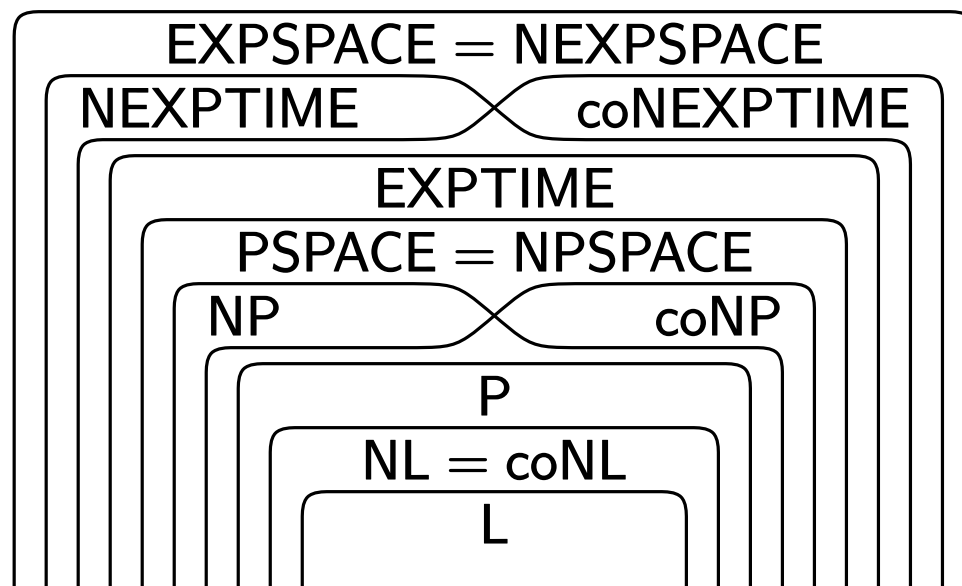 EXPSPACE = NEXPSPACE
NEXPTIME coNEXPTIME
EXPTIME
PSPACE = NPSPACE
NP coNP
P
NL = coNL
L